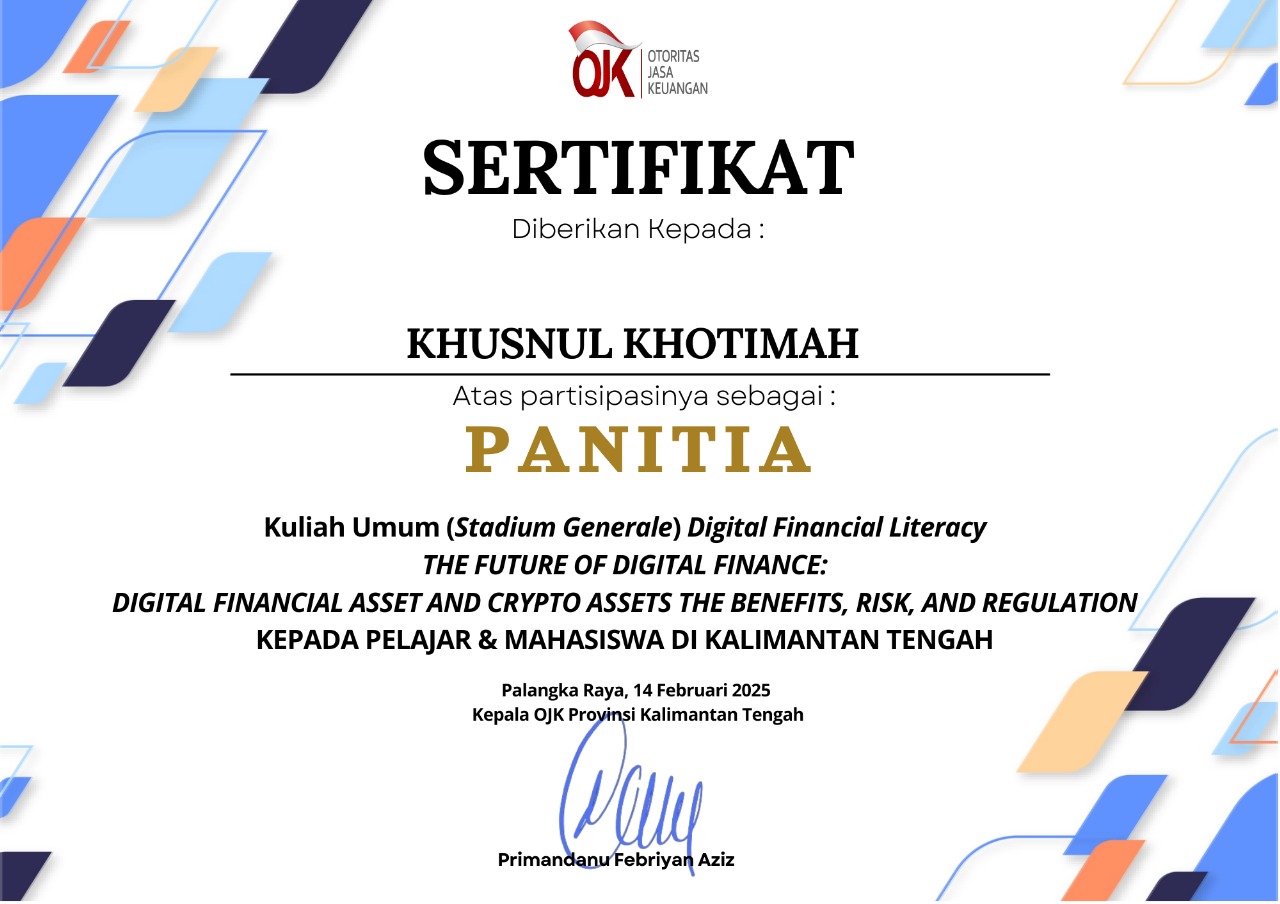 OJK
OTORITAS
JASA
KEUANGAN
SERTIFIKAT
Diberikan Kepada :
KHUSNUL KHOTIMAH
Atas partisipasinya sebagai :
PANITIA
Kuliah Umum (Stadium Generale) Digital Financial Literacy
THE FUTURE OF DIGITAL FINANCE:
DIGITAL FINANCIAL ASSET AND CRYPTO ASSETS THE BENEFITS, RISK, AND REGULATION
KEPADA PELAJAR & MAHASISWA DI KALIMANTAN TENGAH
Palangka Raya, 14 Februari 2025
Kepala OJK Provinsi Kalimantan Tengah
Primandanu Febriyan Aziz